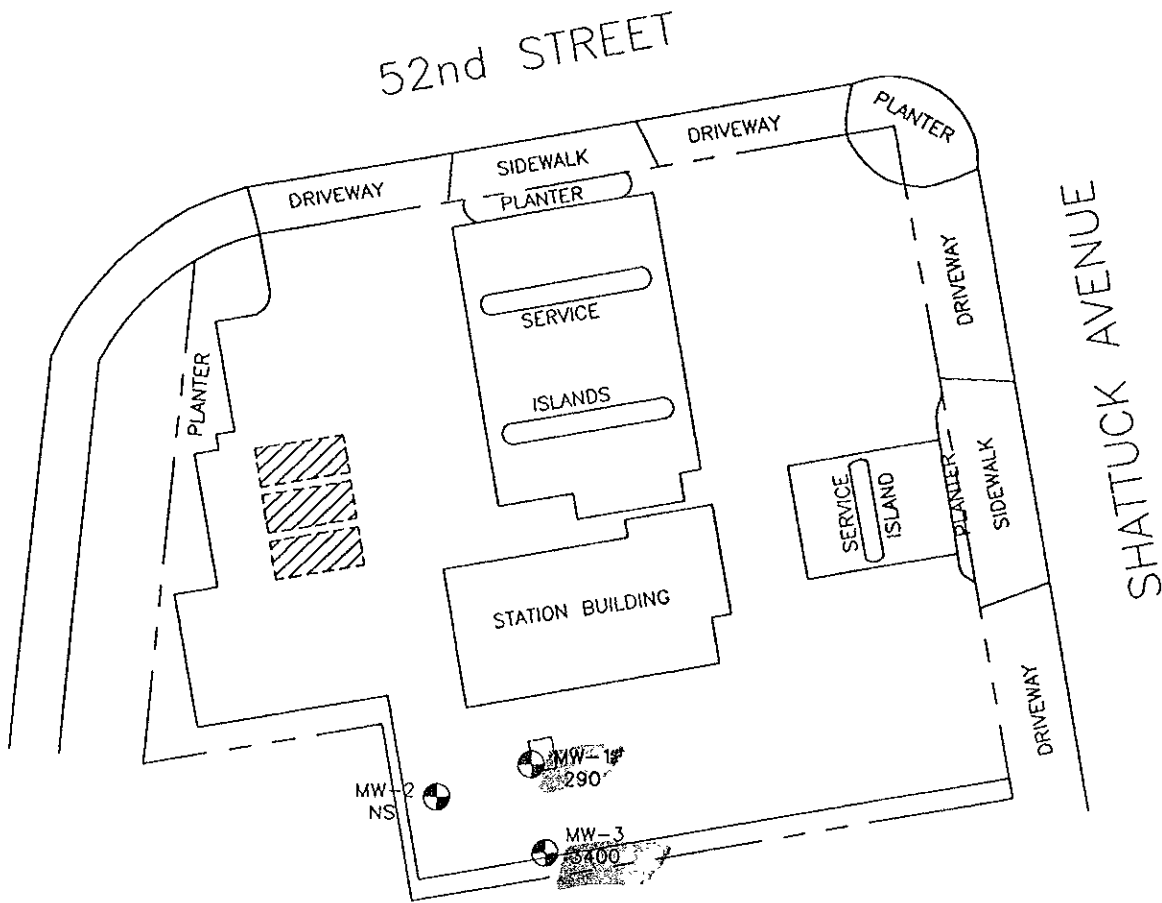 52nd STREET
PLANTER
DRIVEWAY
SIDEWALK
DRIVEWAY
PLANTER
SHATTUCK AVENUE
DRIVEWAY
SERVICE
ISLANDS
PLANTER
SERVICE
ISLAND
PLANTER
SIDEWALK
STATION BUILDING
DRIVEWAY
MW-1#
290
MW-2
NS
MW-3
3400